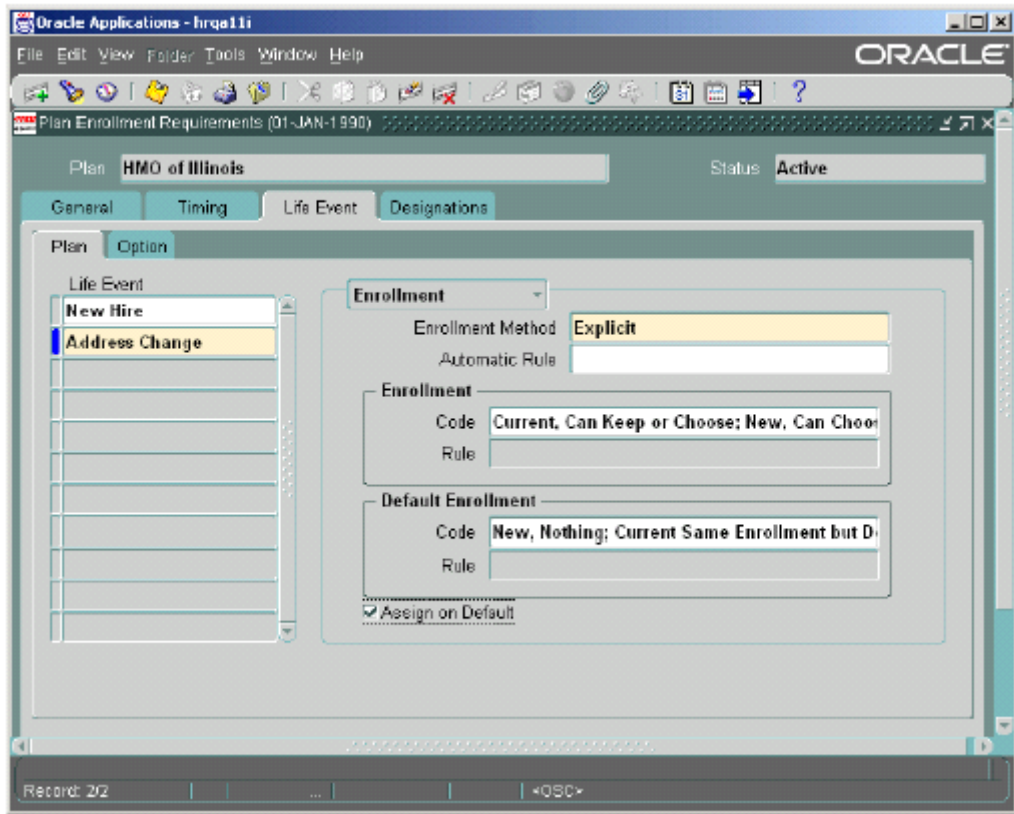 Oracle Applications - hrqa11i
File Edit View Folder Tools Window Help
ORACLE
Plan Enrollment Requirements (01-JAN-1990)
Plan HMO of Illinois Status Active
General Timing Life Event Designations
Plan Option
Life Event
New Hire
Address Change
Enrollment
Enrollment Method Explicit
Automatic Rule
Enrollment
Code Current, Can Keep or Choose; New, Can Choo
Rule
Default Enrollment
Code New, Nothing; Current Same Enrollment but D
Rule
Assign on Default
Record: 2/2 ... <OSC>